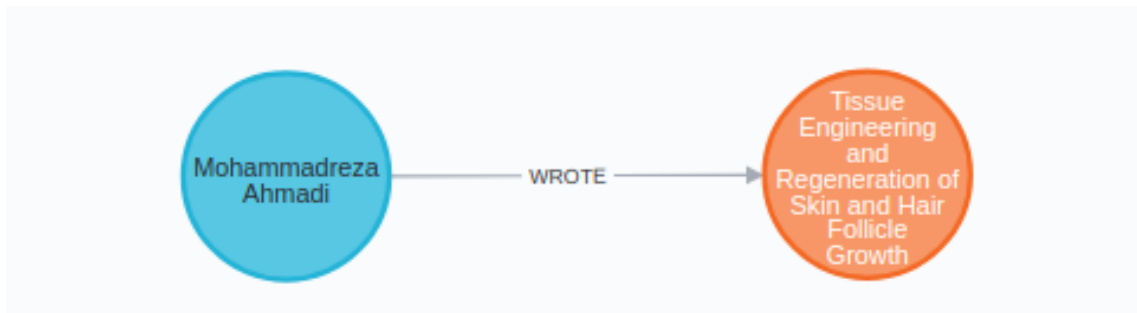 Mohammadreza
Ahmadi
WROTE
Tissue
Engineering
and
Regeneration of
Skin and Hair
Follicle
Growth